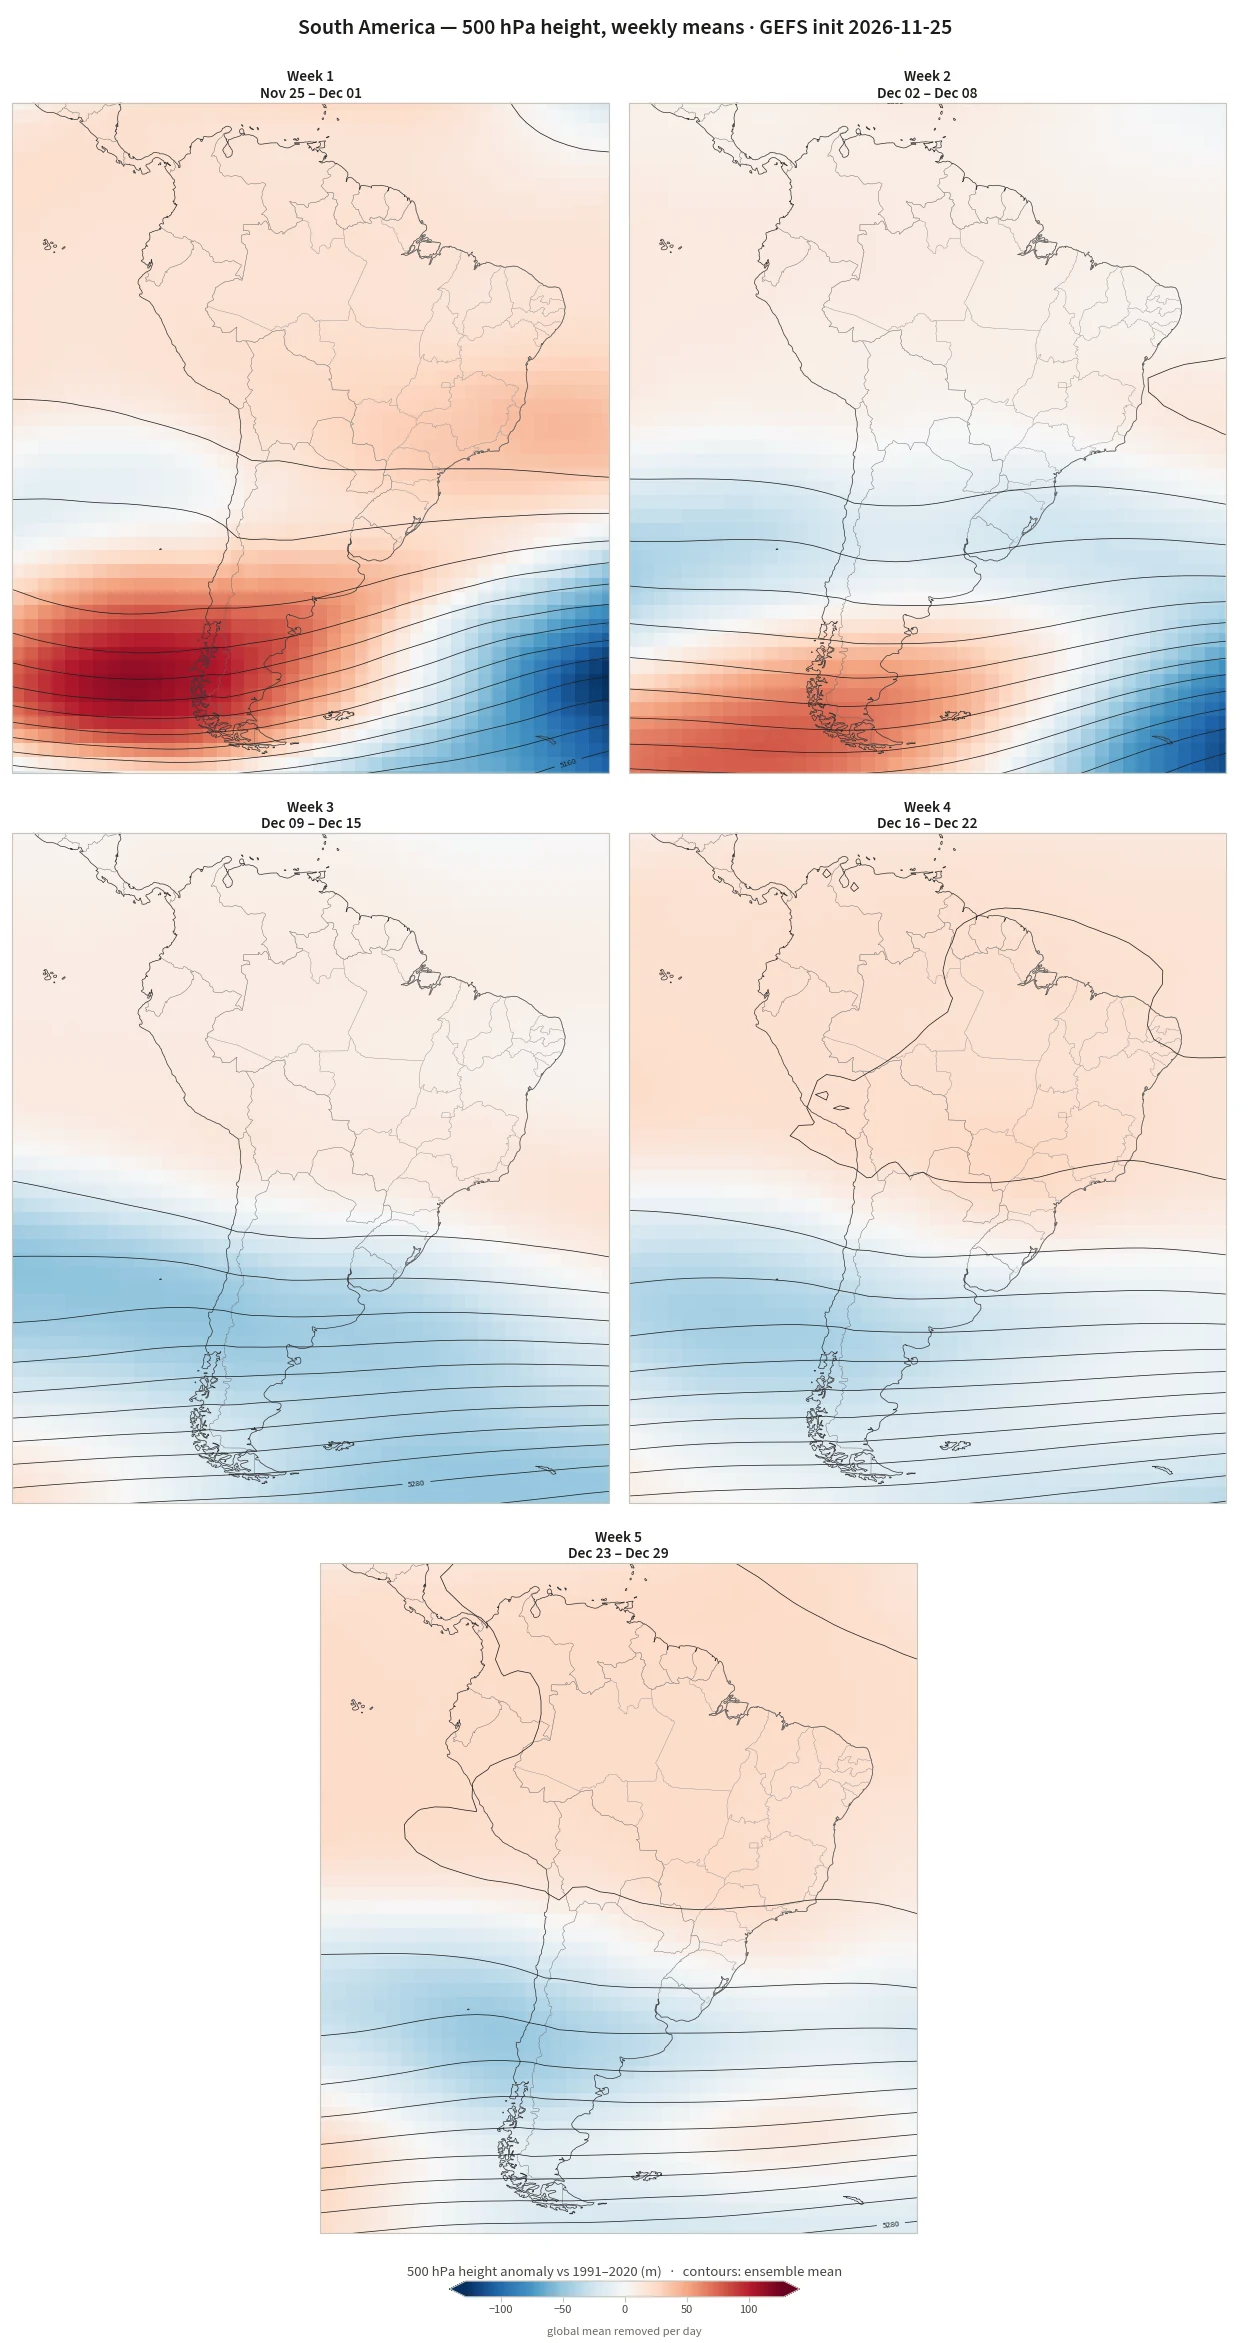 South America — 500 hPa height, weekly means · GEFS init 2026-11-25
Week 1
Nov 25 – Dec 01
Week 2
Dec 02 – Dec 08
5160
Week 3
Dec 09 – Dec 15
Week 4
Dec 16 – Dec 22
5280
Week 5
Dec 23 – Dec 29
5280
500 hPa height anomaly vs 1991–2020 (m) · contours: ensemble mean
−100 −50 0 50 100
global mean removed per day